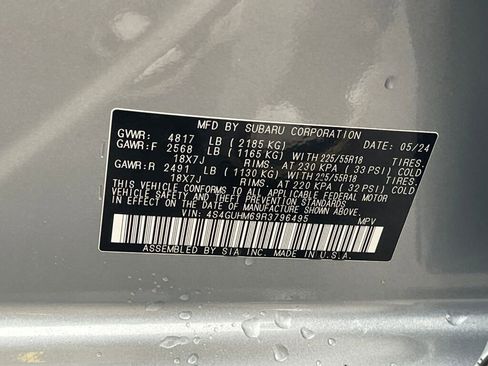 MFD BY SUBARU CORPORATION DATE: 05/24
GVWR: 4817 LB (2185 KG)
GAWR:F 2568 LB (1165 KG) WITH 225/55R18 TIRES.
18X7J RIMS. AT 230 KPA (33 PSI) COLD
GAWR:R 2491 LB (1130 KG) WITH 225/55R18 TIRES.
18X7J RIMS. AT 220 KPA (32 PSI) COLD
THIS VEHICLE CONFORMS TO ALL APPLICABLE FEDERAL MOTOR
VEHICLE SAFETY AND THEFT PREVENTION STANDARDS
IN EFFECT ON THE DATE OF MANUFACTURE SHOWN ABOVE.
VIN: 4S4GUHM69R3796495 MPV
ASSEMBLED BY SIA INC. MADE IN U.S.A.